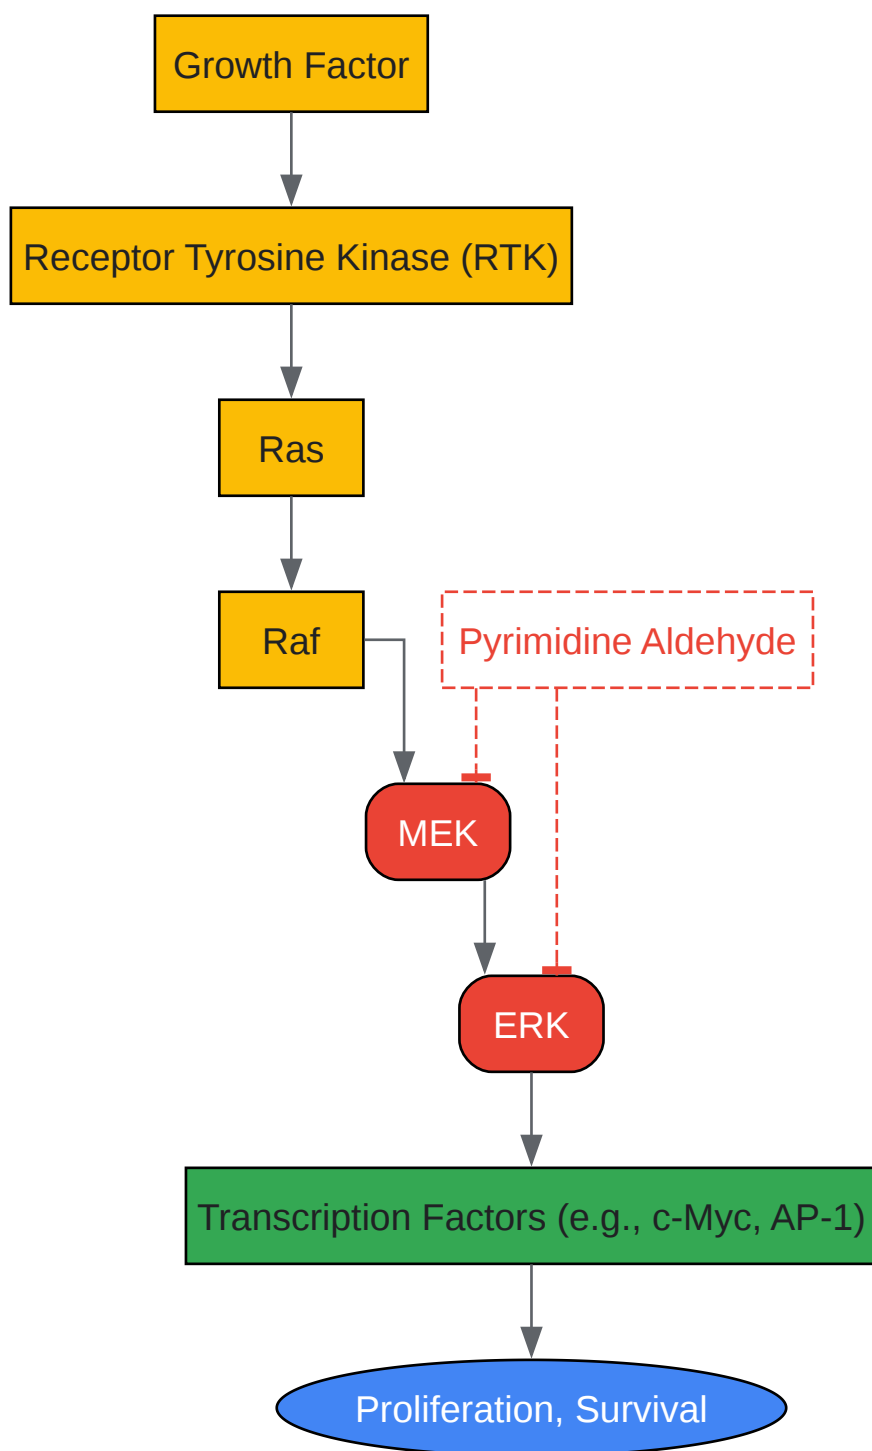 Growth Factor
Receptor Tyrosine Kinase (RTK)
Ras
Raf
Pyrimidine Aldehyde
MEK
ERK
Transcription Factors (e.g., c-Myc, AP-1)
Proliferation, Survival